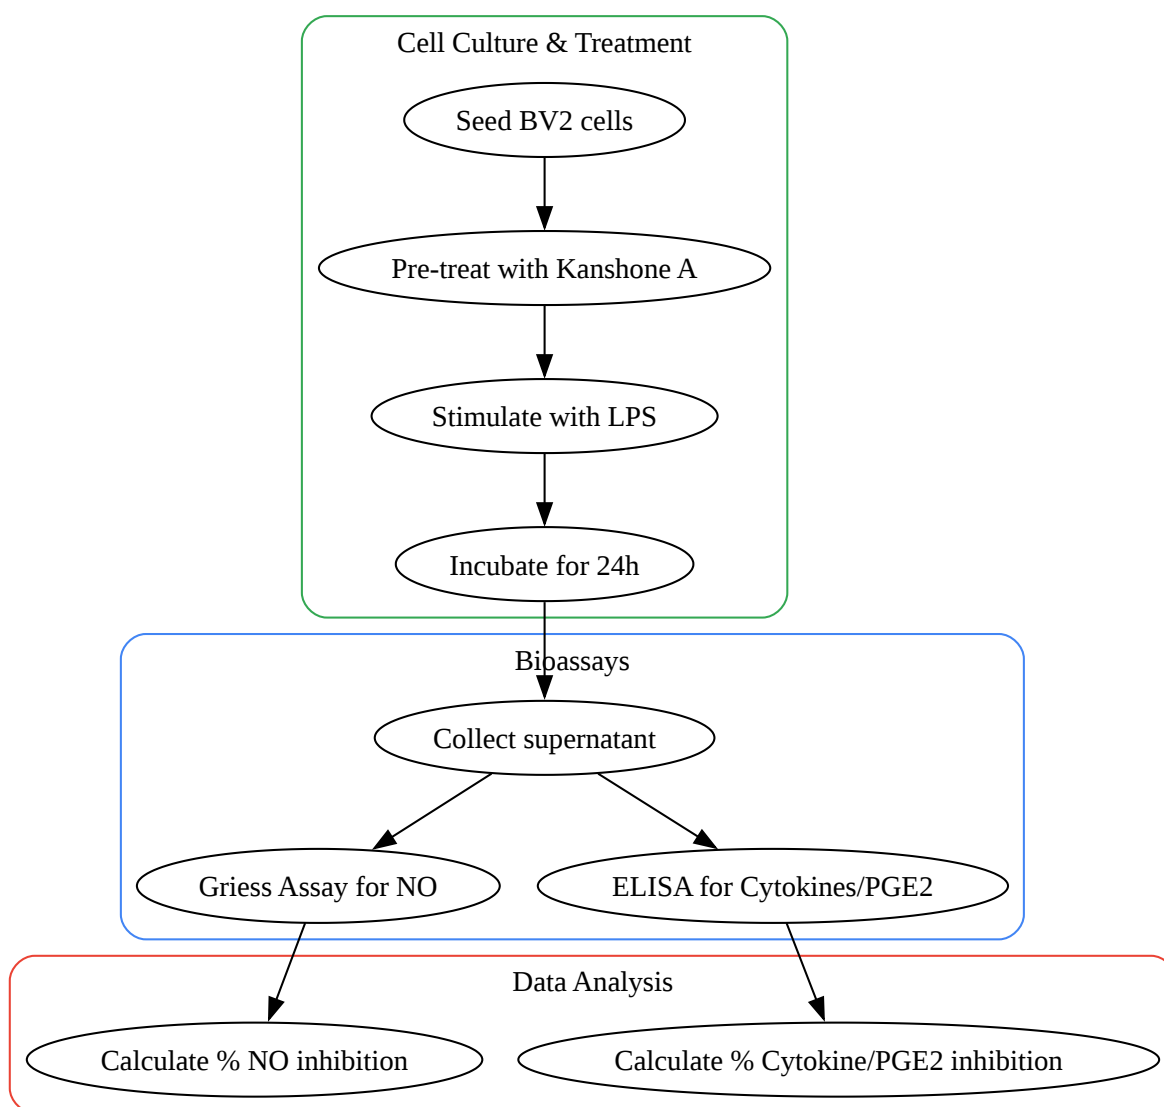 Cell Culture & Treatment
Seed BV2 cells
Pre-treat with Kanshone A
Stimulate with LPS
Incubate for 24h
Bioassays
Collect supernatant
Griess Assay for NO
ELISA for Cytokines/PGE2
Data Analysis
Calculate % NO inhibition
Calculate % Cytokine/PGE2 inhibition